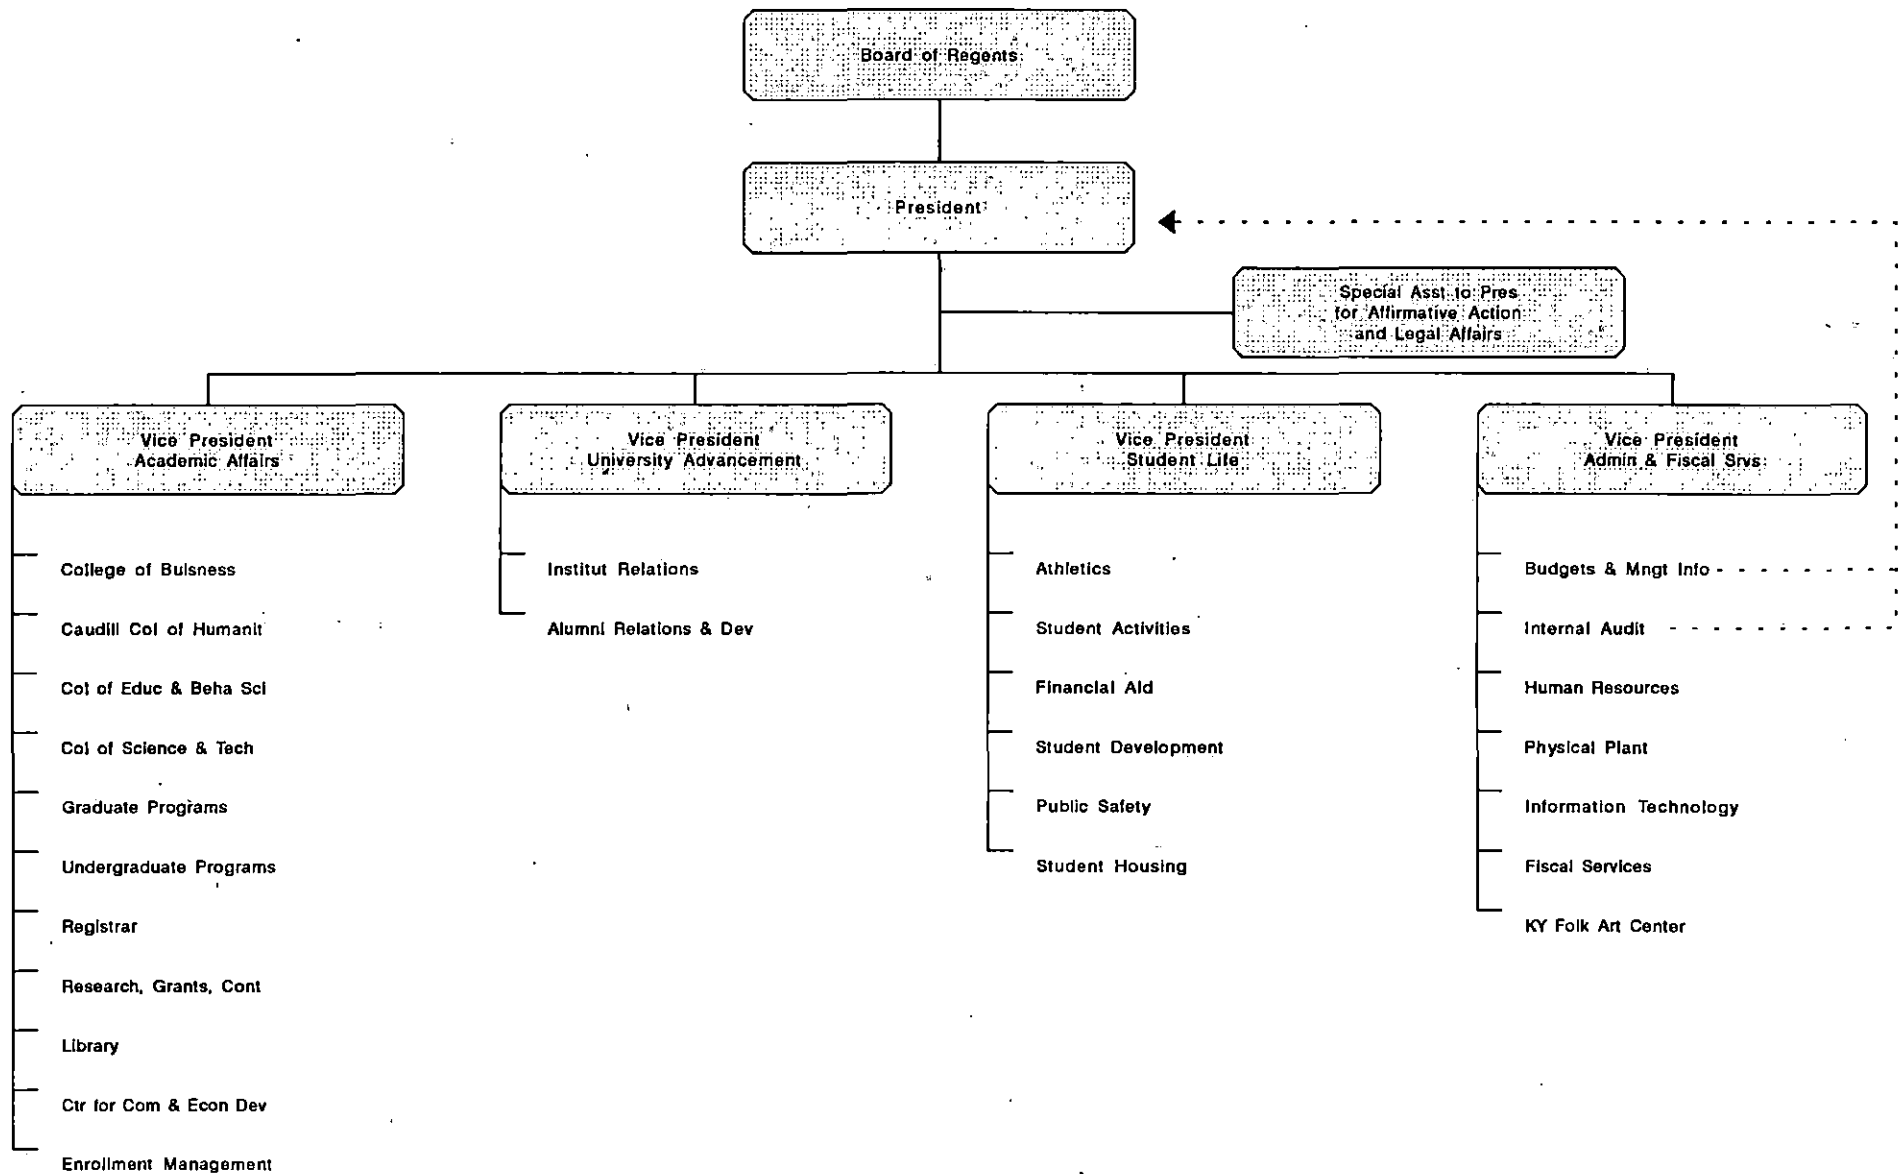 Board of Regents
President
Special Asst to Pres
for Affirmative Action
and Legal Affairs
Vice President
Academic Affairs
College of Buisness
Caudill Col of Humanit
Col of Educ & Beha Sci
Col of Science & Tech
Graduate Programs
Undergraduate Programs
Registrar
Research, Grants, Cont
Library
Ctr for Com & Econ Dev
Enrollment Management
Vice President
University Advancement
Institut Relations
Alumni Relations & Dev
Vice President
Student Life
Athletics
Student Activities
Financial Aid
Student Development
Public Safety
Student Housing
Vice President
Admin & Fiscal Srvs
Budgets & Mngt Info
Internal Audit
Human Resources
Physical Plant
Information Technology
Fiscal Services
KY Folk Art Center